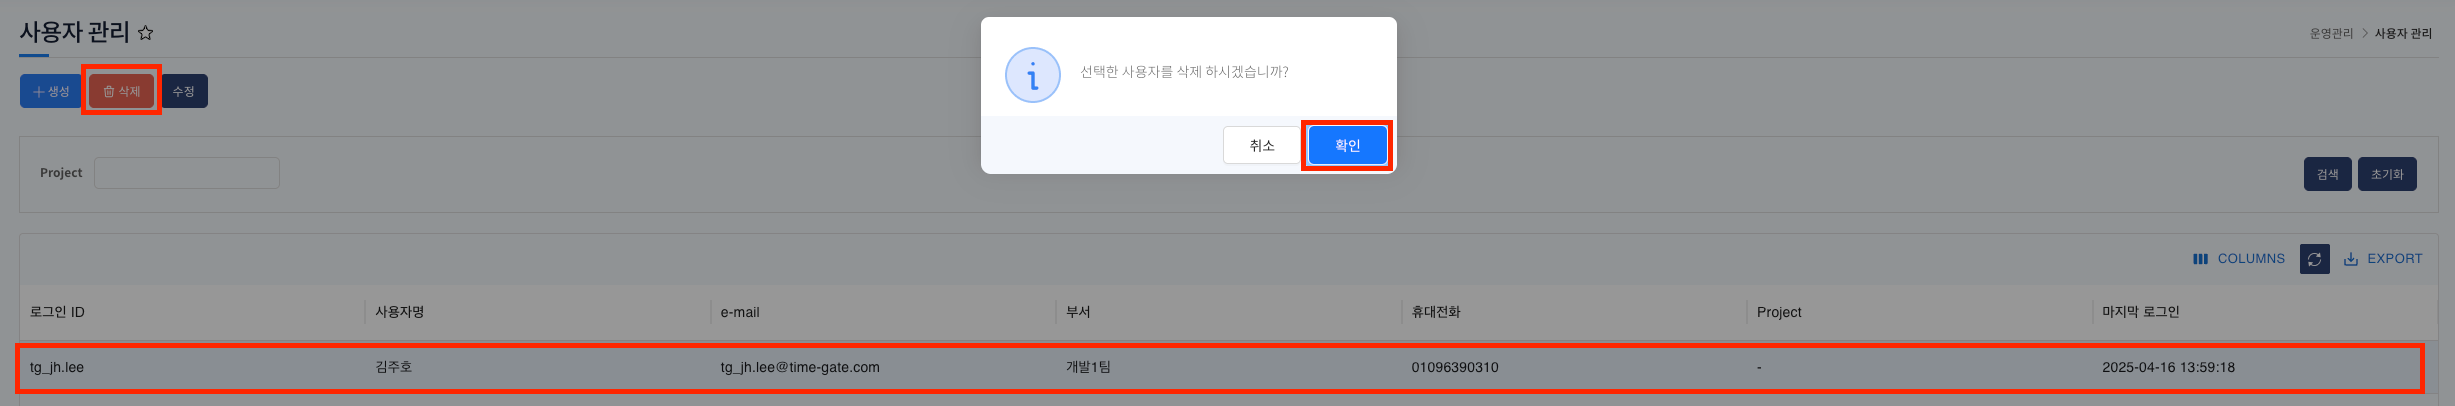 사용자 관리
운영관리 > 사용자 관리
생성 삭제 수정
선택한 사용자를 삭제 하시겠습니까?
취소 확인
Project
검색 초기화
COLUMNS EXPORT
로그인 ID 사용자명 e-mail 부서 휴대전화 Project 마지막 로그인
tg_jh.lee 김주호 tg_jh.lee@time-gate.com 개발1팀 01096390310 - 2025-04-16 13:59:18